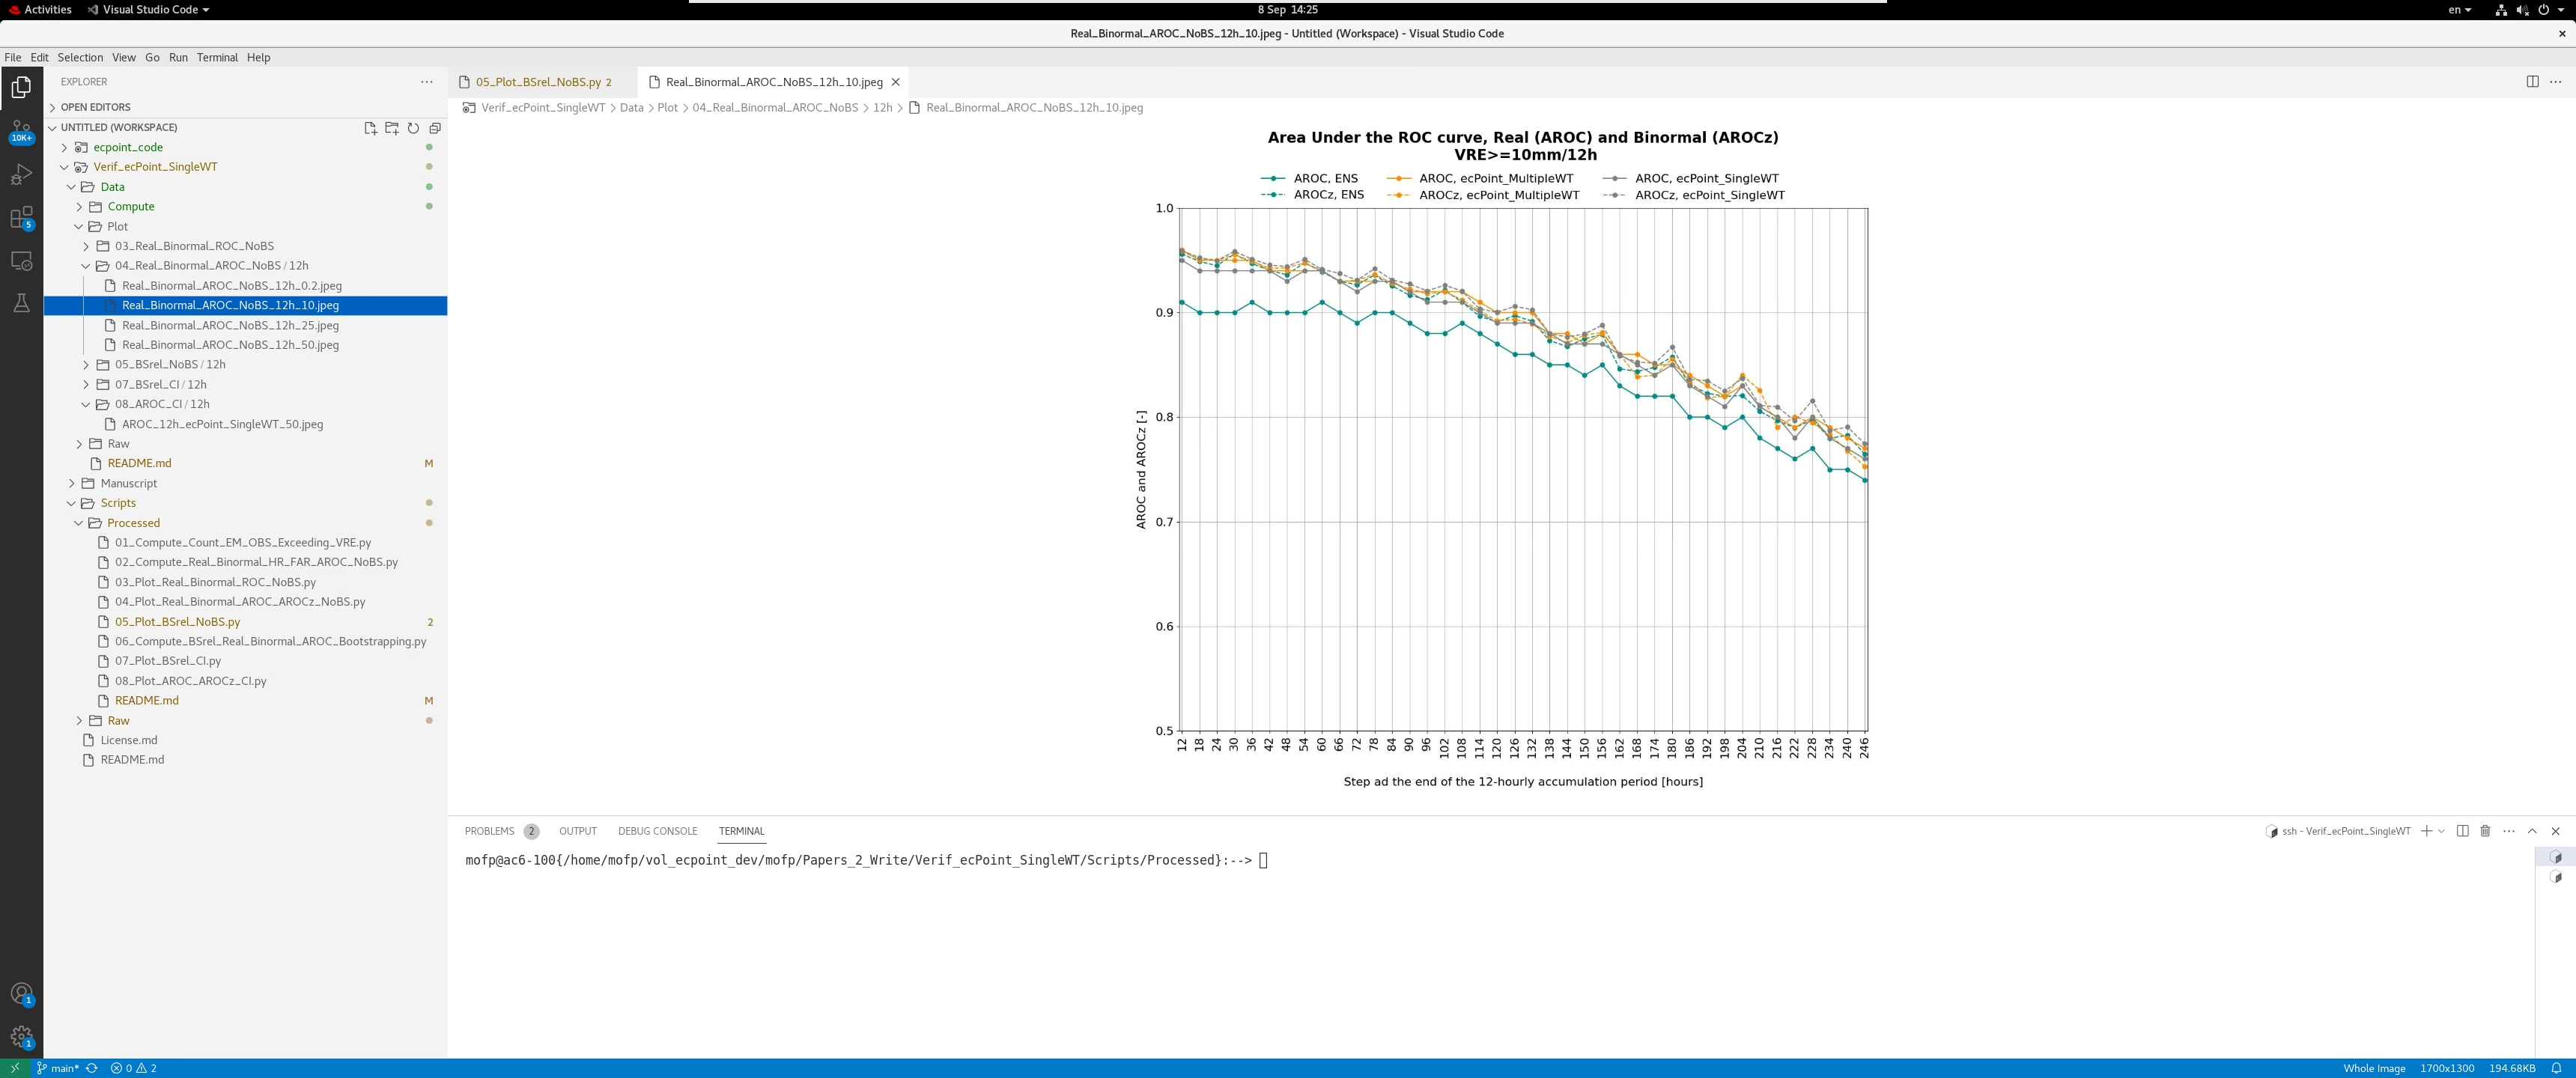 Activities Visual Studio Code 8 Sep 14:25 en
Real_Binormal_AROC_NoBS_12h_10.jpeg - Untitled (Workspace) - Visual Studio Code
File Edit Selection View Go Run Terminal Help
EXPLORER
OPEN EDITORS
UNTITLED (WORKSPACE)
ecpoint_code
Verif_ecPoint_SingleWT
Data
Compute
Plot
03_Real_Binormal_ROC_NoBS
04_Real_Binormal_AROC_NoBS / 12h
Real_Binormal_AROC_NoBS_12h_0.2.jpeg
Real_Binormal_AROC_NoBS_12h_10.jpeg
Real_Binormal_AROC_NoBS_12h_25.jpeg
Real_Binormal_AROC_NoBS_12h_50.jpeg
05_BSrel_NoBS / 12h
07_BSrel_CI / 12h
08_AROC_CI / 12h
AROC_12h_ecPoint_SingleWT_50.jpeg
Raw
README.md M
Manuscript
Scripts
Processed
01_Compute_Count_EM_OBS_Exceeding_VRE.py
02_Compute_Real_Binormal_HR_FAR_AROC_NoBS.py
03_Plot_Real_Binormal_ROC_NoBS.py
04_Plot_Real_Binormal_AROC_AROCz_NoBS.py
05_Plot_BSrel_NoBS.py 2
06_Compute_BSrel_Real_Binormal_AROC_Bootstrapping.py
07_Plot_BSrel_CI.py
08_Plot_AROC_AROCz_CI.py
README.md M
Raw
License.md
README.md
10K+
5
1
1
05_Plot_BSrel_NoBS.py 2 Real_Binormal_AROC_NoBS_12h_10.jpeg
Verif_ecPoint_SingleWT > Data > Plot > 04_Real_Binormal_AROC_NoBS > 12h > Real_Binormal_AROC_NoBS_12h_10.jpeg
Area Under the ROC curve, Real (AROC) and Binormal (AROCz)
VRE>=10mm/12h
AROC, ENS AROC, ecPoint_MultipleWT AROC, ecPoint_SingleWT
AROCz, ENS AROCz, ecPoint_MultipleWT AROCz, ecPoint_SingleWT
1.0
0.9
0.8
0.7
0.6
0.5
AROC and AROCz [-]
12 18 24 30 36 42 48 54 60 66 72 78 84 90 96 102 108 114 120 126 132 138 144 150 156 162 168 174 180 186 192 198 204 210 216 222 228 234 240 246
Step ad the end of the 12-hourly accumulation period [hours]
PROBLEMS 2 OUTPUT DEBUG CONSOLE TERMINAL ssh - Verif_ecPoint_SingleWT
mofp@ac6-100{/home/mofp/vol_ecpoint_dev/mofp/Papers_2_Write/Verif_ecPoint_SingleWT/Scripts/Processed}:-->
main* 0 2 Whole Image 1700x1300 194.68KB